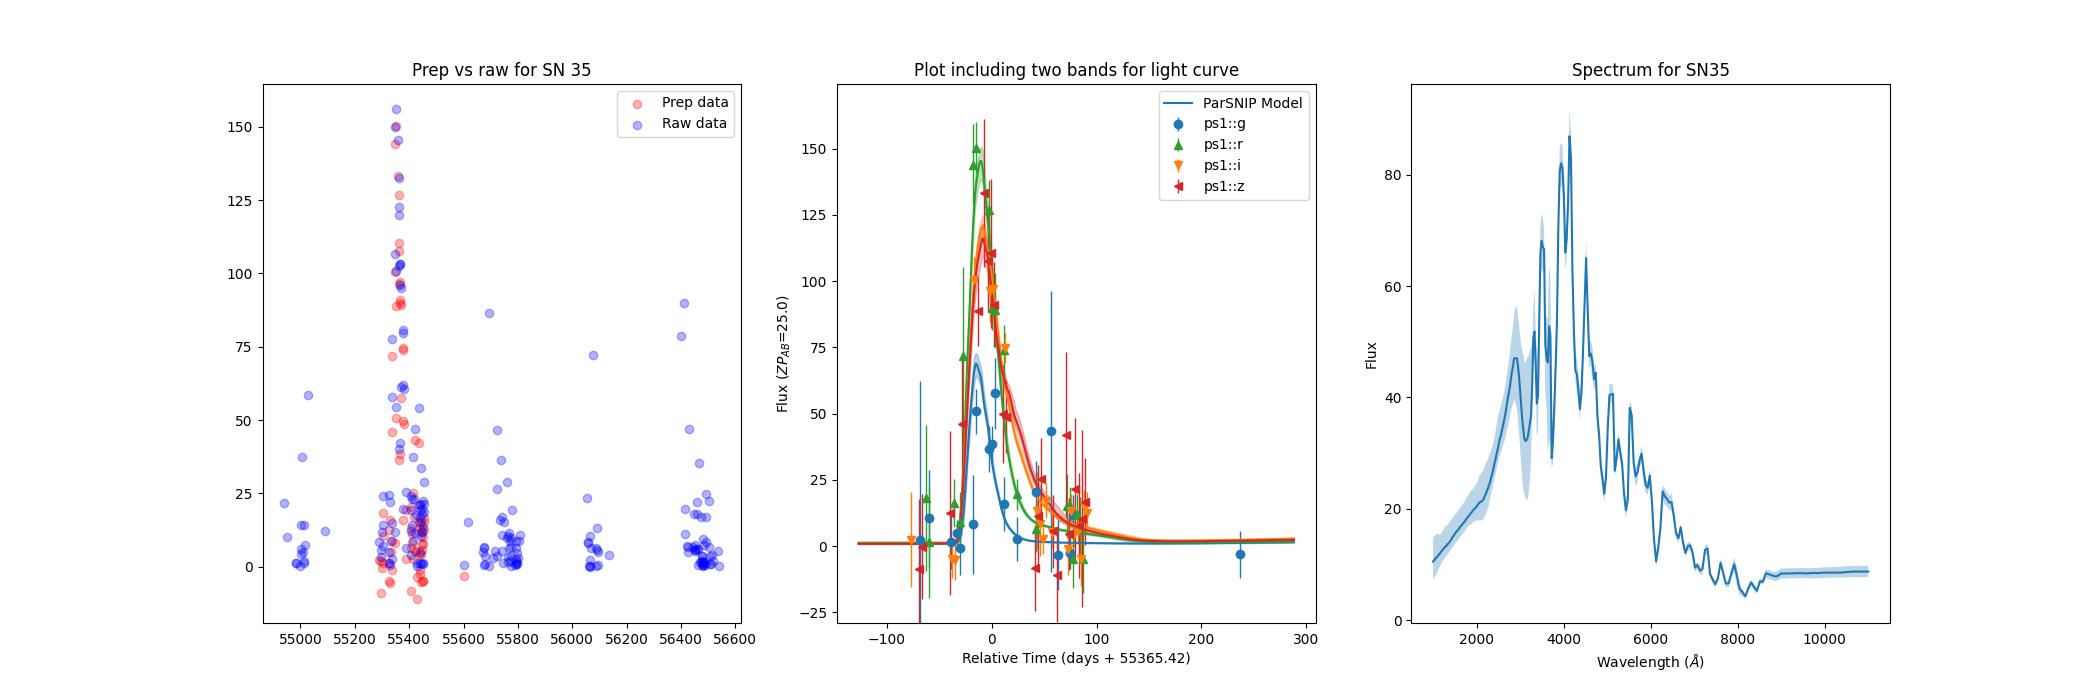 Prep vs raw for SN 35
Prep data
Raw data
150
125
100
75
50
25
0
55000 55200 55400 55600 55800 56000 56200 56400 56600
Plot including two bands for light curve
ParSNIP Model
ps1::g
ps1::r
ps1::i
ps1::z
Flux (ZP_AB=25.0)
150
125
100
75
50
25
0
−25
−100 0 100 200 300
Relative Time (days + 55365.42)
Spectrum for SN35
Flux
80
60
40
20
0
2000 4000 6000 8000 10000
Wavelength (Å)